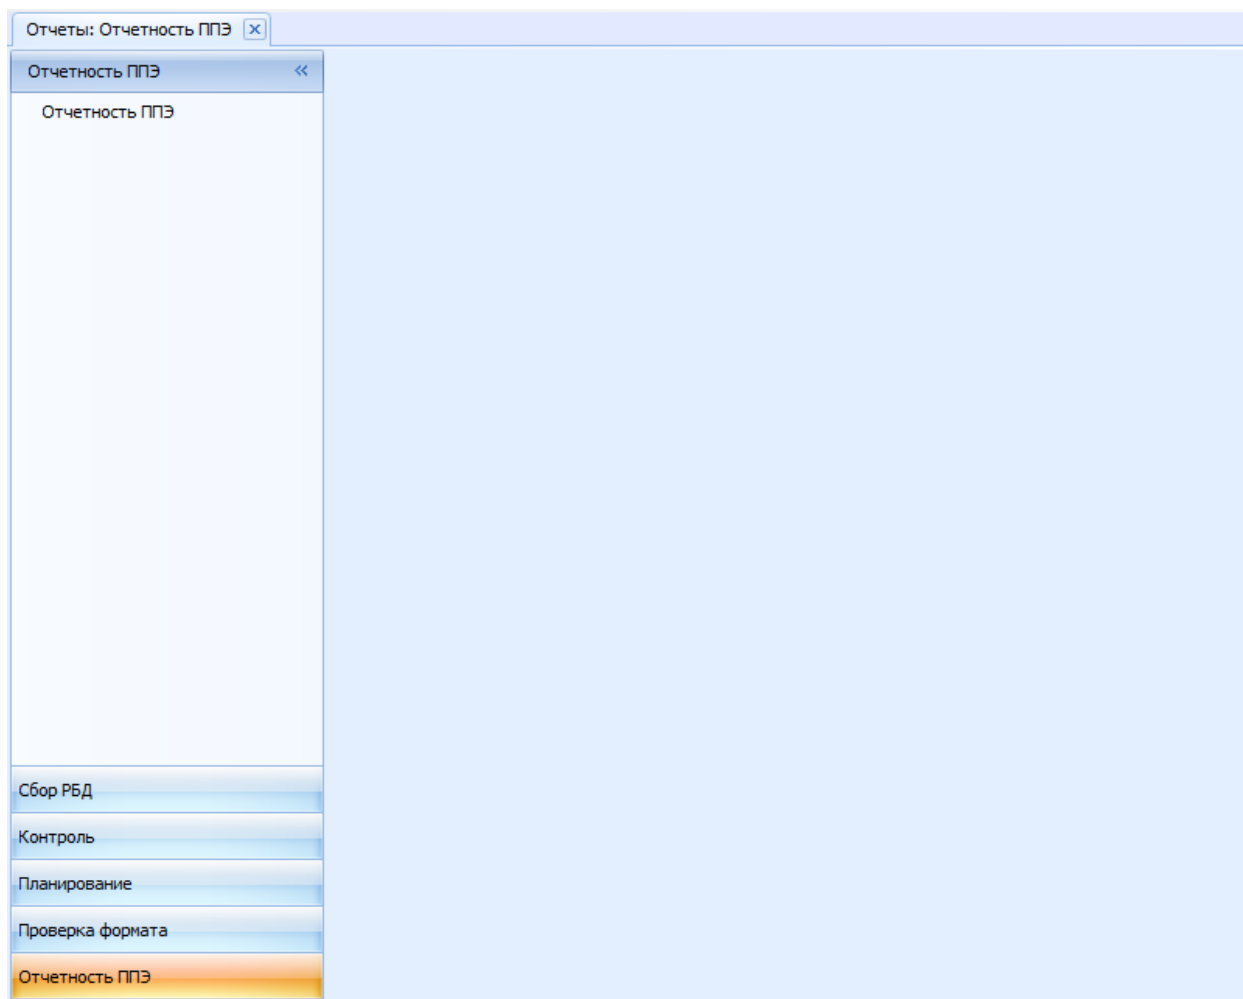 Отчеты: Отчетность ППЭ
Отчетность ППЭ
Отчетность ППЭ
Сбор РБД
Контроль
Планирование
Проверка формата
Отчетность ППЭ